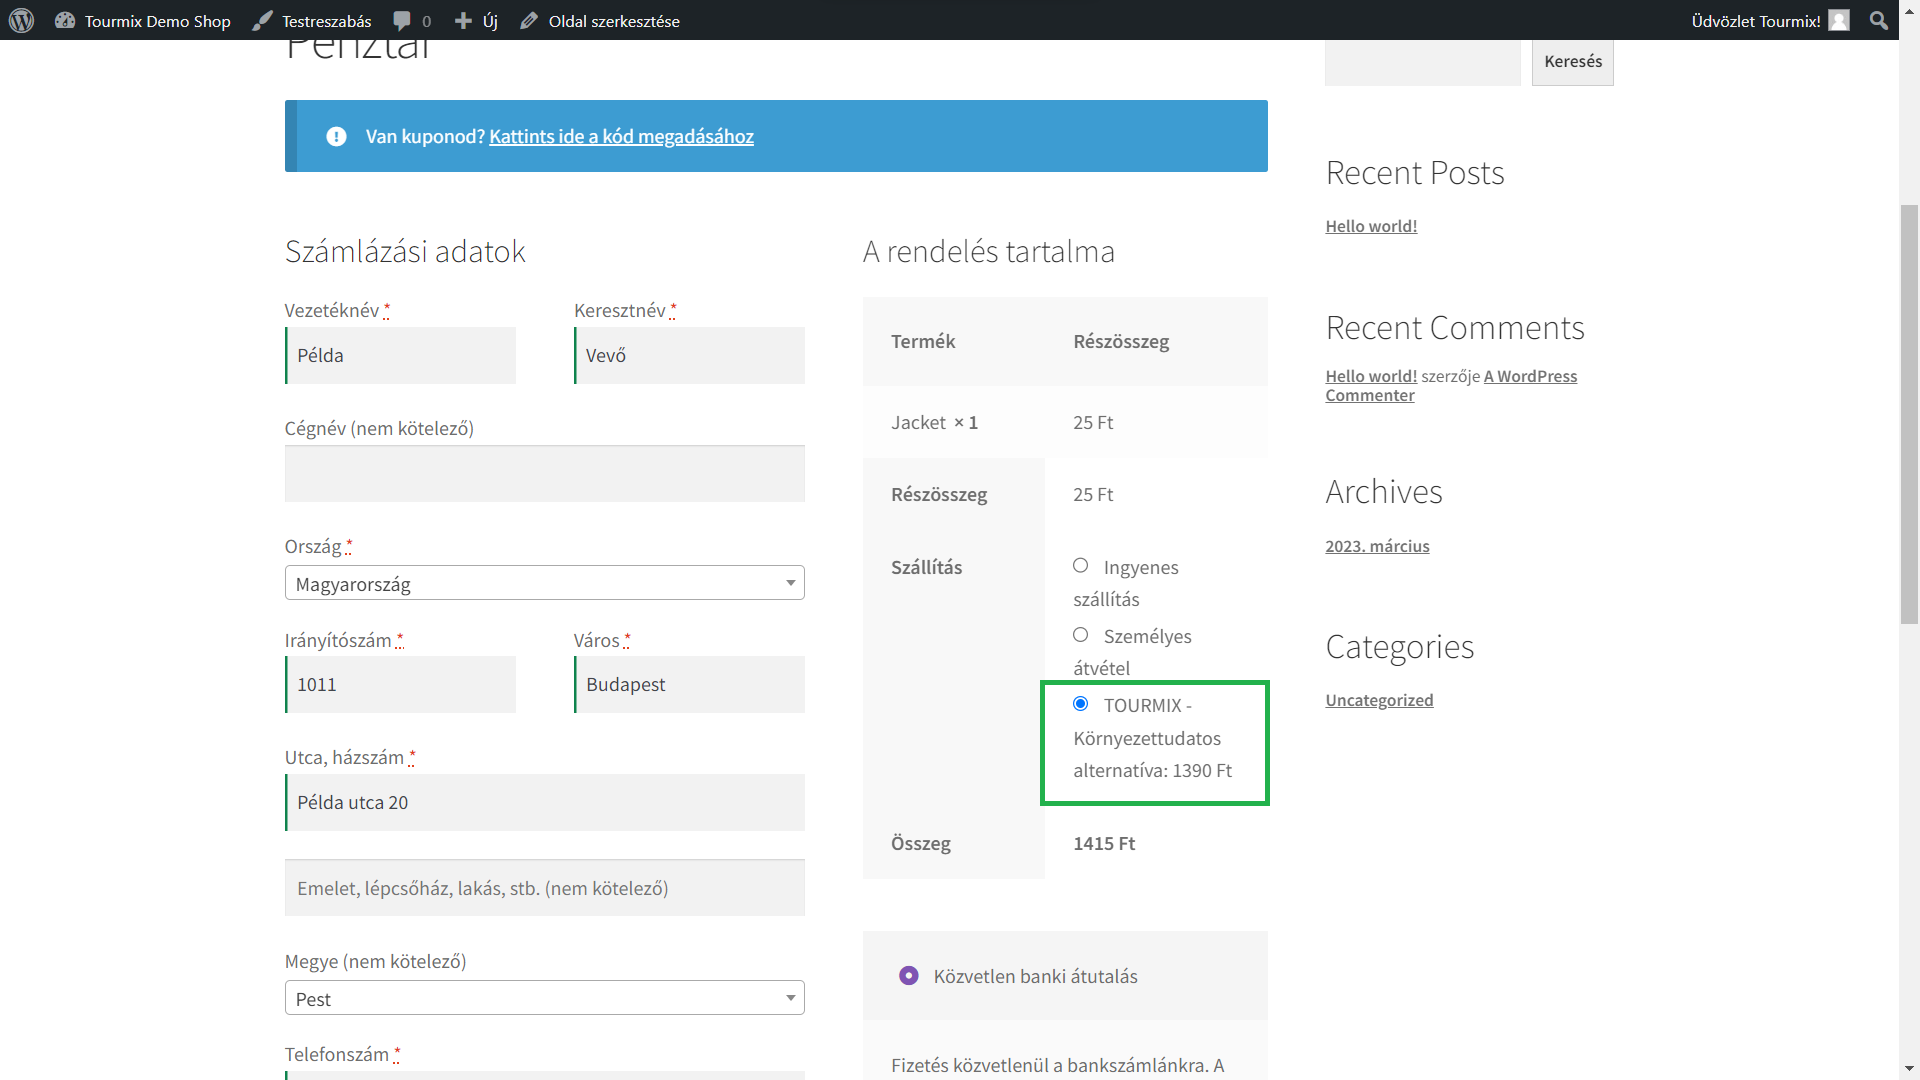 Tourmix Demo Shop
Testreszabás
0
Új
Oldal szerkesztése
Üdvözlet Tourmix!
Pénztár
Van kuponod? Kattints ide a kód megadásához
Számlázási adatok
Vezetéknév *
Keresztnév *
Példa
Vevő
Cégnév (nem kötelező)
Ország *
Magyarország
Irányítószám *
Város *
1011
Budapest
Utca, házszám *
Példa utca 20
Emelet, lépcsőház, lakás, stb. (nem kötelező)
Megye (nem kötelező)
Pest
Telefonszám *
A rendelés tartalma
Termék
Részösszeg
Jacket × 1
25 Ft
Részösszeg
25 Ft
Szállítás
Ingyenes
szállítás
Személyes
átvétel
TOURMIX -
Környezettudatos
alternatíva: 1390 Ft
Összeg
1415 Ft
Közvetlen banki átutalás
Fizetés közvetlenül a bankszámlánkra. A
Keresés
Recent Posts
Hello world!
Recent Comments
Hello world! szerzője A WordPress
Commenter
Archives
2023. március
Categories
Uncategorized